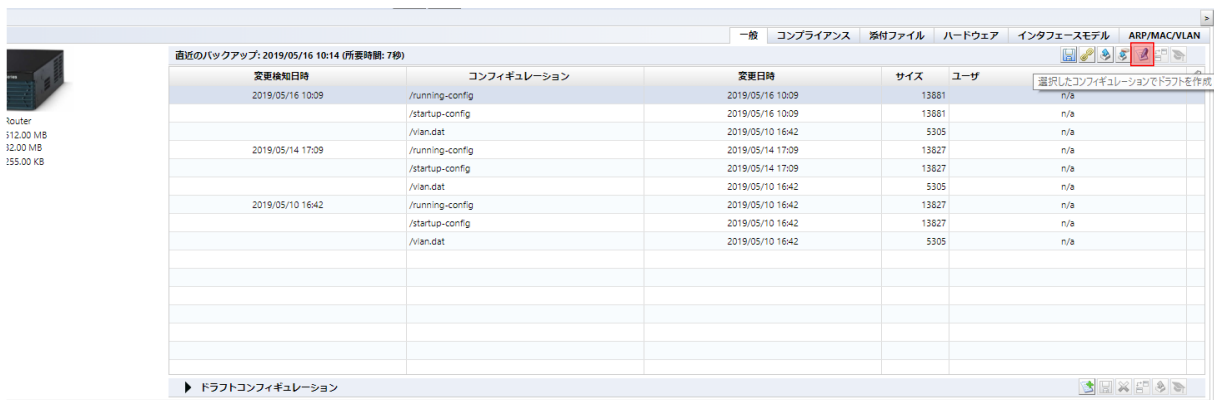 >
一般 コンプライアンス 添付ファイル ハードウェア インタフェースモデル ARP/MAC/VLAN
直近のバックアップ: 2019/05/16 10:14 (所要時間: 7秒)
変更検知日時 コンフィギュレーション 変更日時 サイズ ユーザ
選択したコンフィギュレーションでドラフトを作成
2019/05/16 10:09 /running-config 2019/05/16 10:09 13881 n/a
/startup-config 2019/05/16 10:09 13881 n/a
/vlan.dat 2019/05/10 16:42 5305 n/a
2019/05/14 17:09 /running-config 2019/05/14 17:09 13827 n/a
/startup-config 2019/05/14 17:09 13827 n/a
/vlan.dat 2019/05/10 16:42 5305 n/a
2019/05/10 16:42 /running-config 2019/05/10 16:42 13827 n/a
/startup-config 2019/05/10 16:42 13827 n/a
/vlan.dat 2019/05/10 16:42 5305 n/a
Router
512.00 MB
32.00 MB
255.00 KB
ドラフトコンフィギュレーション